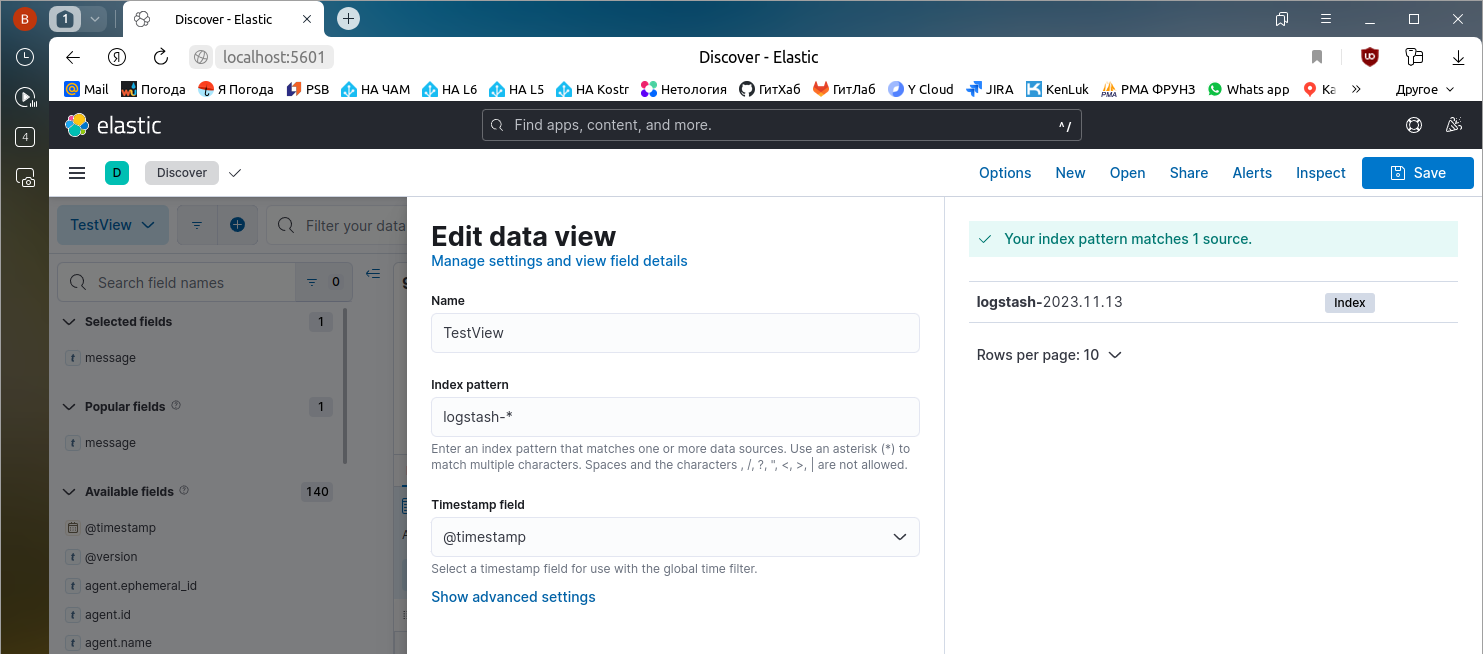 B 1 Discover - Elastic
Я localhost:5601 Discover - Elastic
Mail Погода Я Погода PSB НА ЧАМ НА L6 НА L5 НА Kostr Нетология ГитХаб ГитЛаб Y Cloud JIRA KenLuk РМА ФРУНЗ Whats app Ка » Другое
4
elastic Find apps, content, and more. ^/
D Discover Options New Open Share Alerts Inspect Save
TestView Filter your data
Search field names 0
Selected fields 1
t message
Popular fields 1
t message
Available fields 140
@timestamp
t @version
t agent.ephemeral_id
t agent.id
t agent.name
Edit data view
Manage settings and view field details
Name
TestView
Index pattern
logstash-*
Enter an index pattern that matches one or more data sources. Use an asterisk (*) to
match multiple characters. Spaces and the characters , /, ?, ", <, >, | are not allowed.
Timestamp field
@timestamp
Select a timestamp field for use with the global time filter.
Show advanced settings
Your index pattern matches 1 source.
logstash-2023.11.13 Index
Rows per page: 10